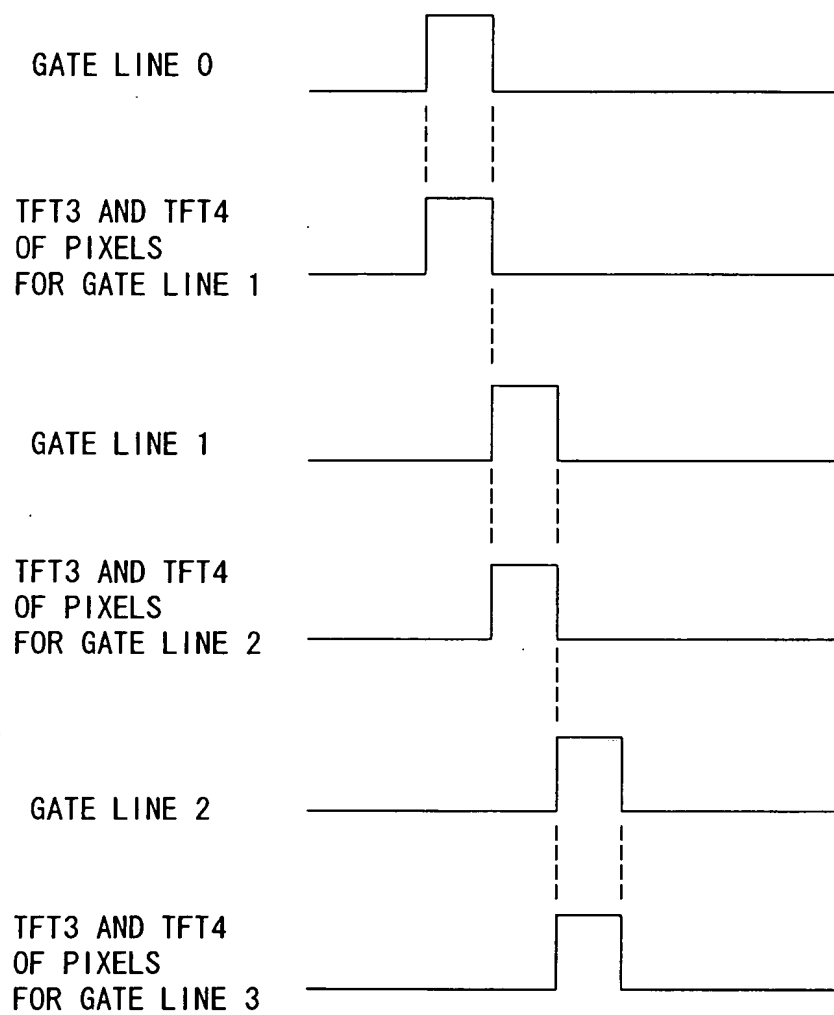 GATE LINE 0
TFT3 AND TFT4
OF PIXELS
FOR GATE LINE 1
GATE LINE 1
TFT3 AND TFT4
OF PIXELS
FOR GATE LINE 2
GATE LINE 2
TFT3 AND TFT4
OF PIXELS
FOR GATE LINE 3